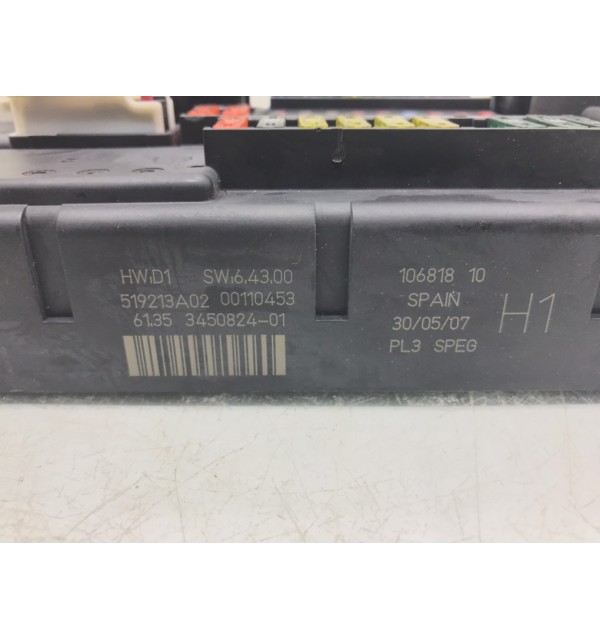 HW:D1 SW:6.43.00
519213A02 00110453
61.35 3450824-01
106818 10
SPAIN
30/05/07
PL3 SPEG
H1